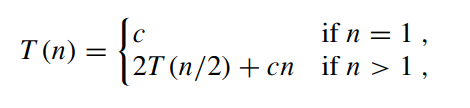 T(n) = { c if n = 1 ,
2T(n/2) + cn if n > 1 ,